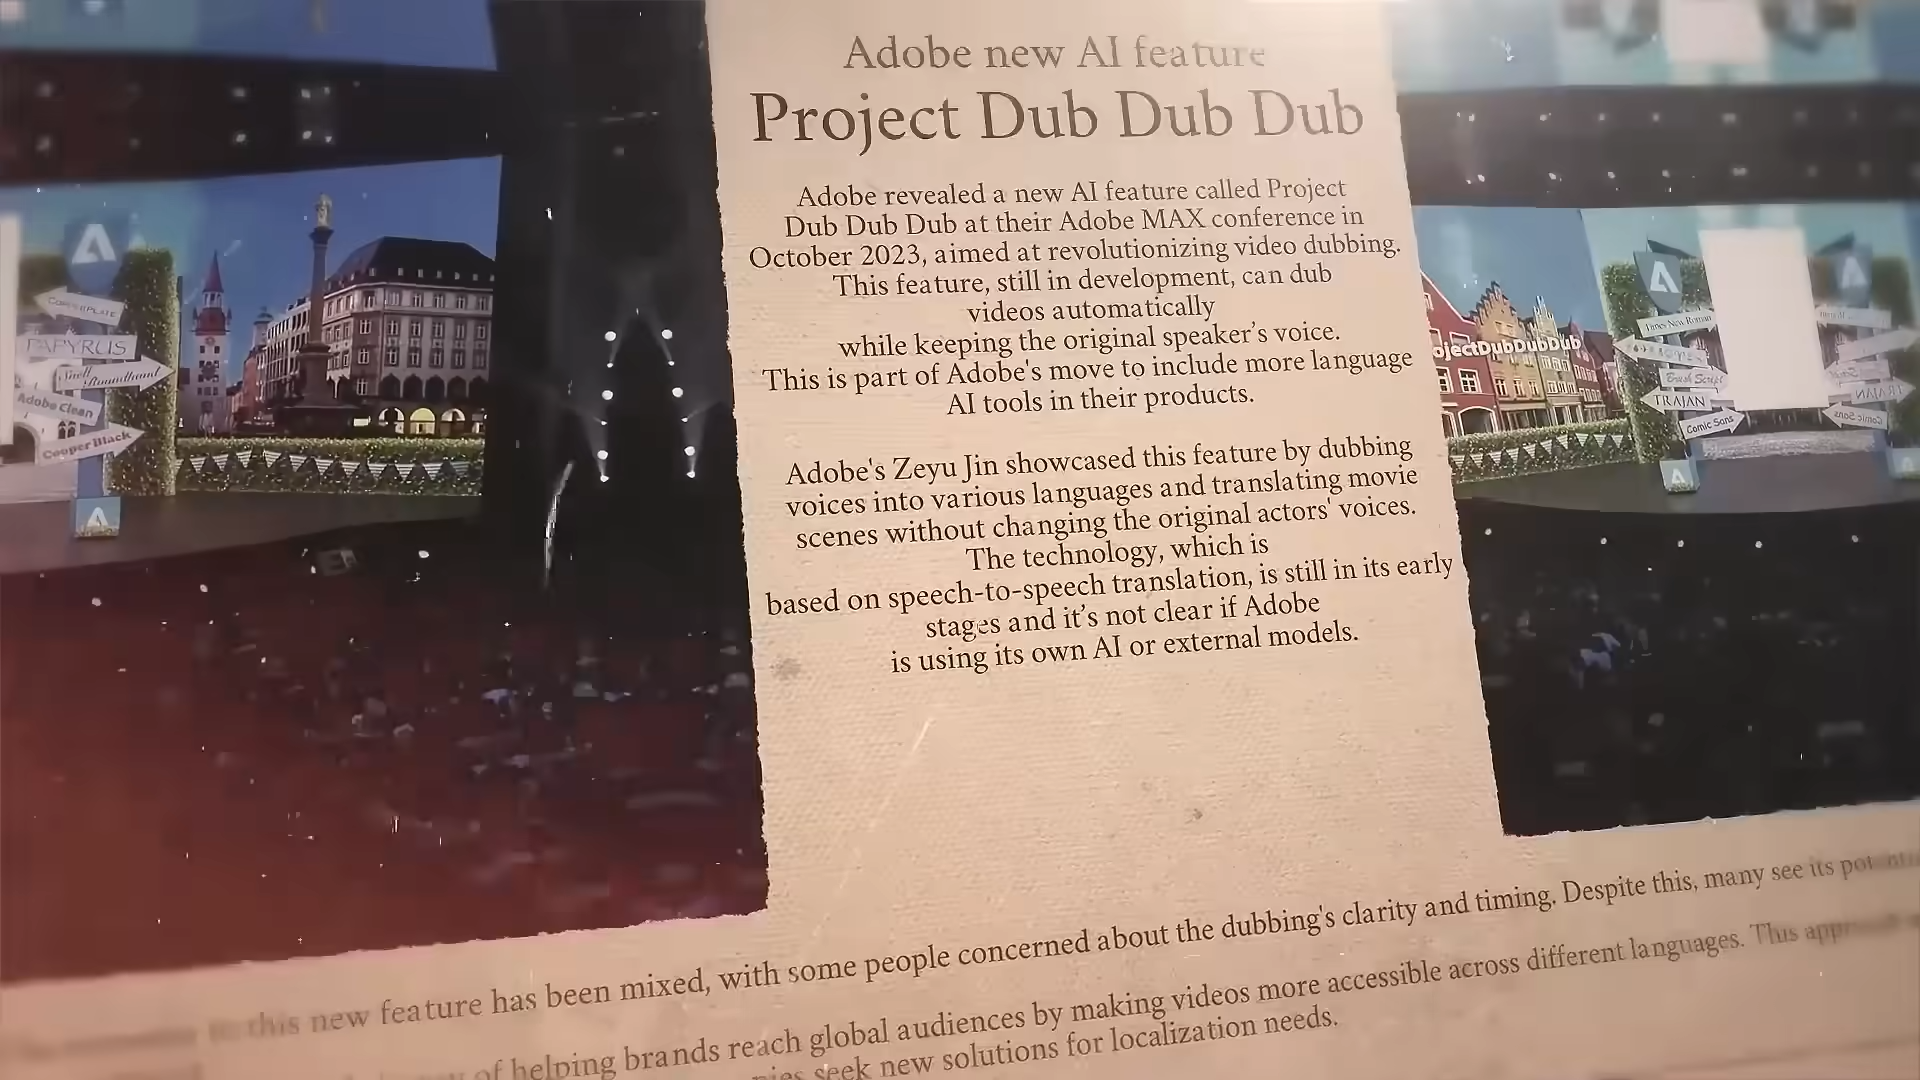 Adobe new AI feature
Project Dub Dub Dub
Adobe revealed a new AI feature called Project
Dub Dub Dub at their Adobe MAX conference in
October 2023, aimed at revolutionizing video dubbing.
This feature, still in development, can dub
videos automatically
while keeping the original speaker's voice.
This is part of Adobe's move to include more language
AI tools in their products.
Adobe's Zeyu Jin showcased this feature by dubbing
voices into various languages and translating movie
scenes without changing the original actors' voices.
The technology, which is
based on speech-to-speech translation, is still in its early
stages and it's not clear if Adobe
is using its own AI or external models.
this new feature has been mixed, with some people concerned about the dubbing's clarity and timing. Despite this, many see its
of helping brands reach global audiences by making videos more accessible across different languages. This
seek new solutions for localization needs.
PAPYRUS
Snell Roundhand
Adobe Clean
Cooper Black
ojectDubDubDub
Times New Roman
Brush Script
TRAJAN
Comic Sans